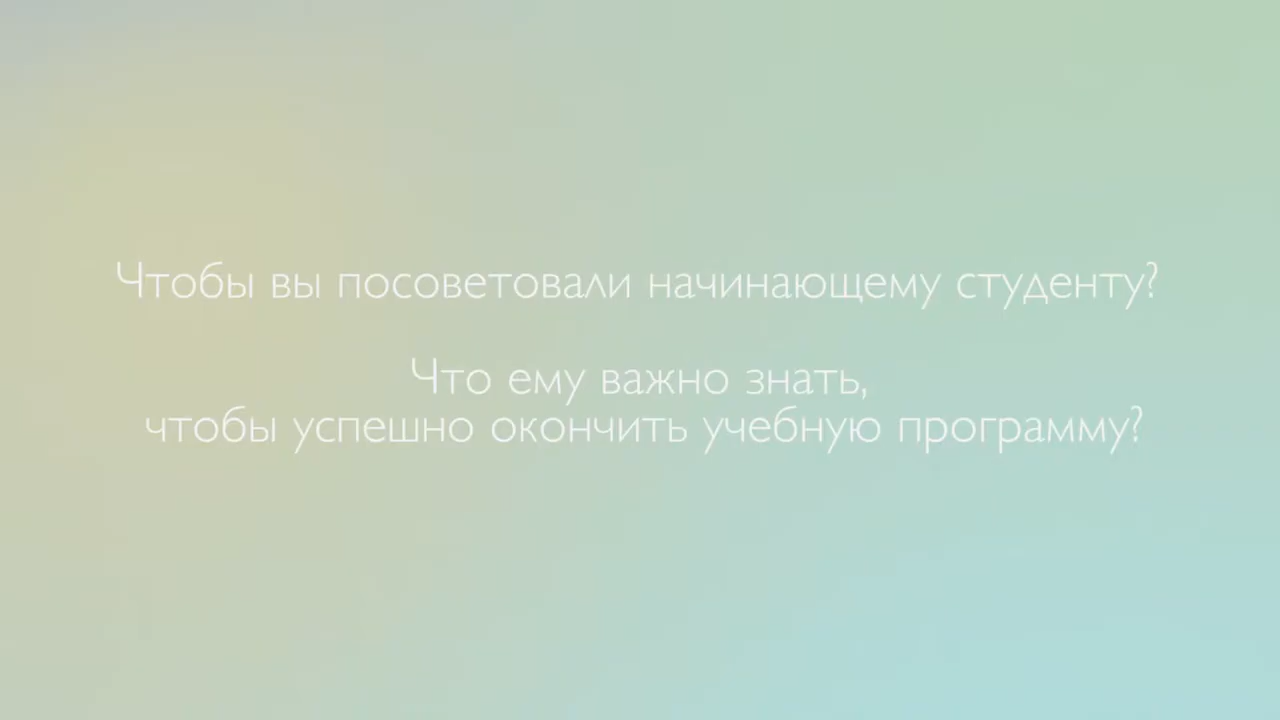 Чтобы вы посоветовали начинающему студенту?
Что ему важно знать,
чтобы успешно окончить учебную программу?